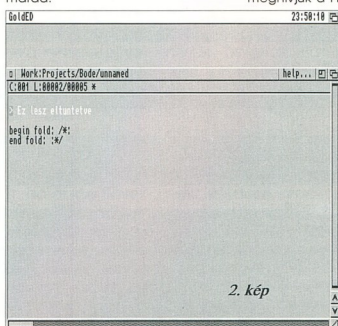 GoldED 23:50:10
Work:Projects/Bode/unnamed help...
C:001 L:00002/00005 *
> Ez lesz eltuntetve
begin fold: /*:
end fold: :*/
2. kép